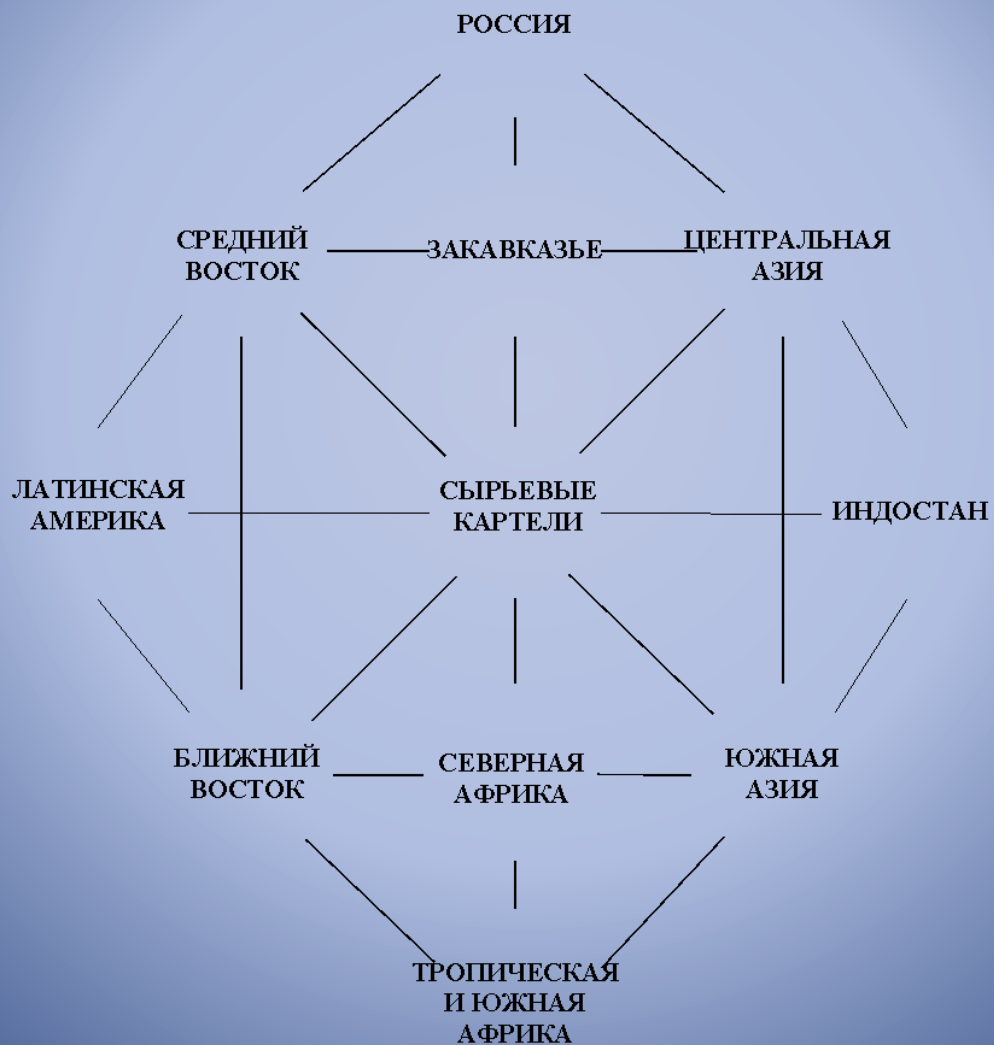 РОССИЯ
СРЕДНИЙ
ВОСТОК
ЗАКАВКАЗЬЕ
ЦЕНТРАЛЬНАЯ
АЗИЯ
ЛАТИНСКАЯ
АМЕРИКА
СЫРЬЕВЫЕ
КАРТЕЛИ
ИНДОСТАН
БЛИЖНИЙ
ВОСТОК
СЕВЕРНАЯ
АФРИКА
ЮЖНАЯ
АЗИЯ
ТРОПИЧЕСКАЯ
И ЮЖНАЯ
АФРИКА